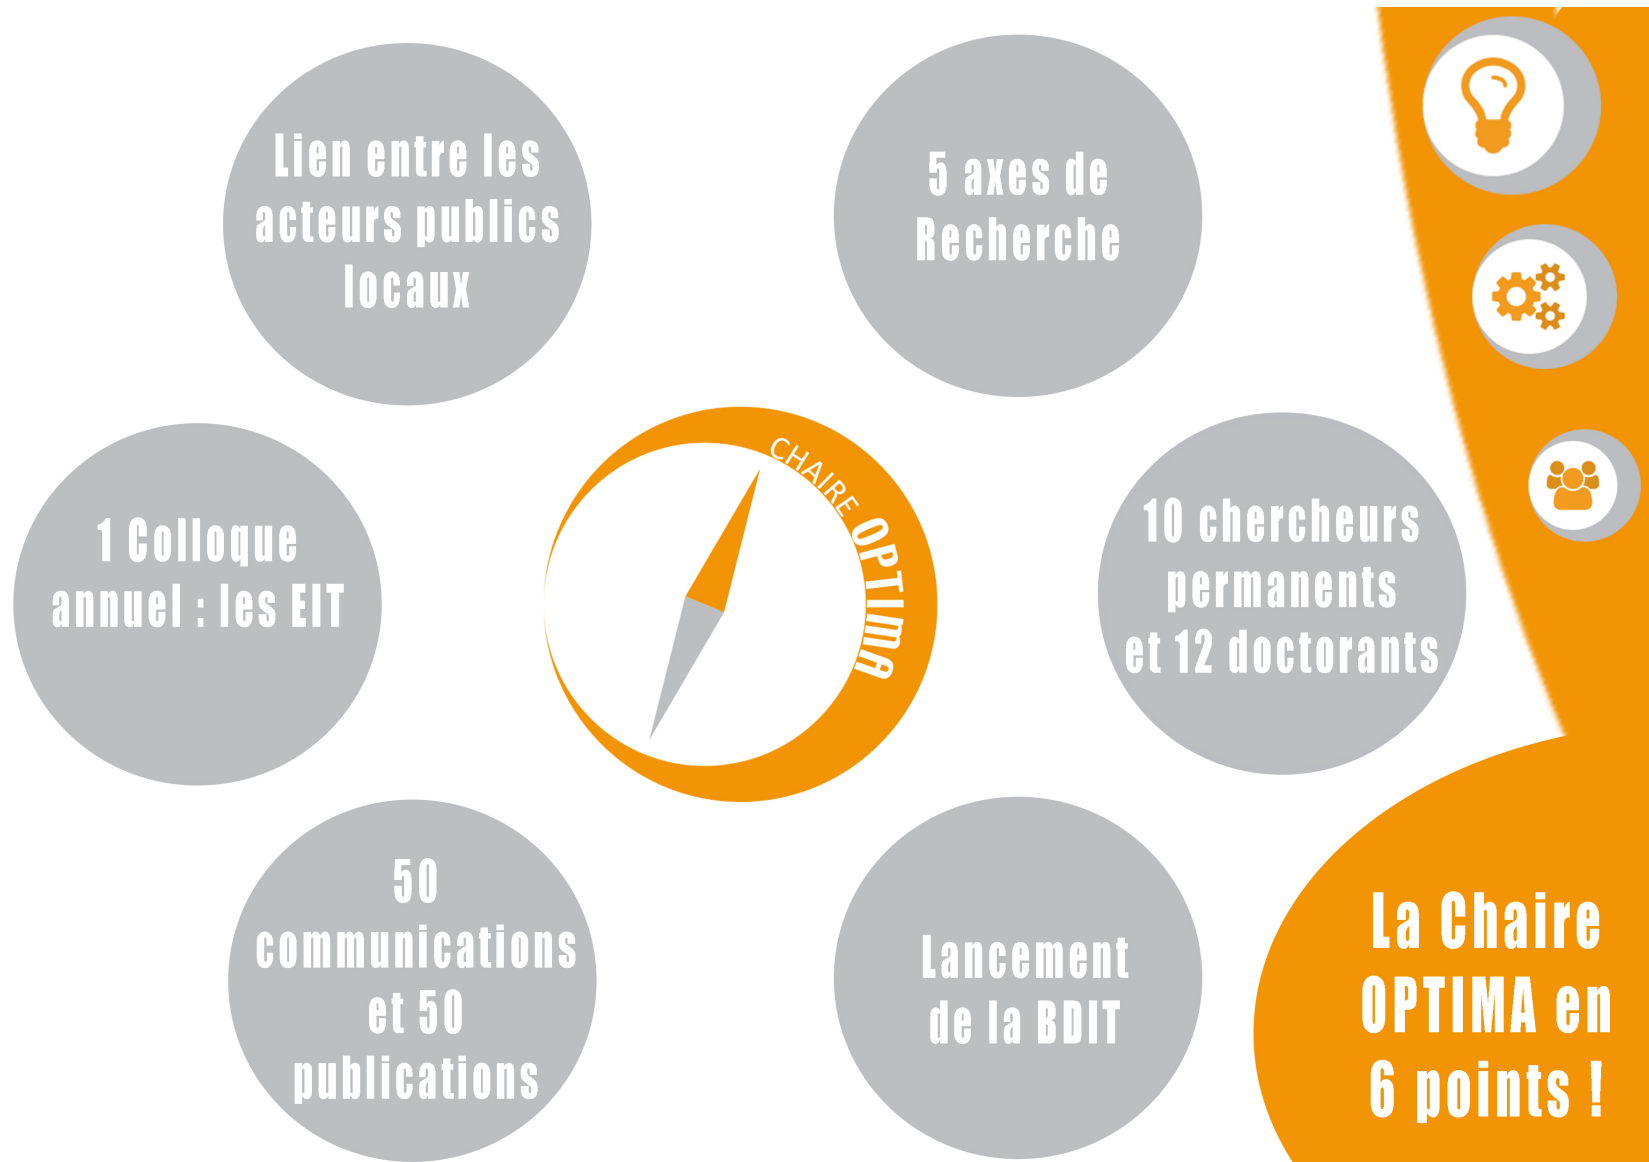 Lien entre les
acteurs publics
locaux
5 axes de
Recherche
1 Colloque
annuel : les EIT
CHAIRE OPTIMA
10 chercheurs
permanents
et 12 doctorants
50
communications
et 50
publications
Lancement
de la BDIT
La Chaire
OPTIMA en
6 points !